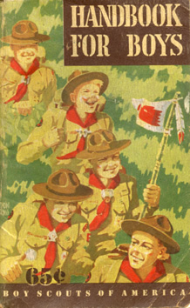 HANDBOOK
FOR BOYS
65¢
BOY SCOUTS OF AMERICA